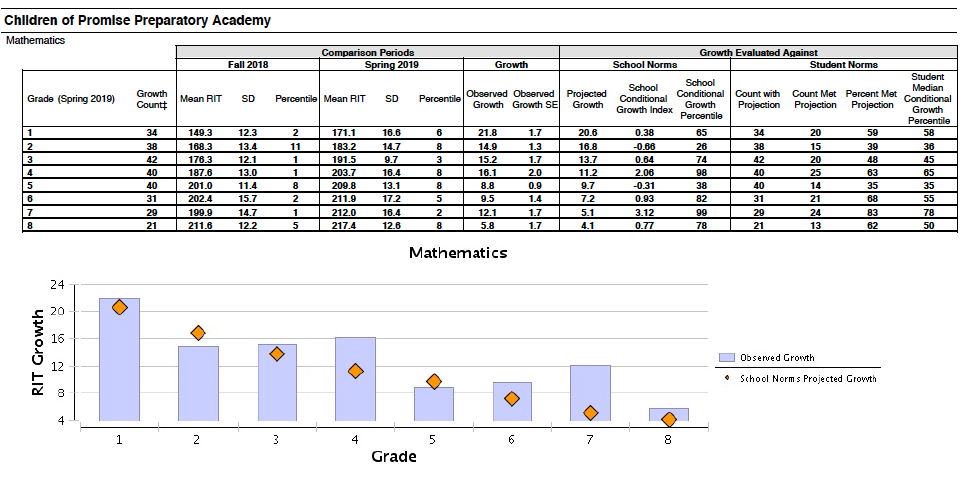 Children of Promise Preparatory Academy
Mathematics
Comparison Periods Growth Evaluated Against
Fall 2018 Spring 2019 Growth School Norms Student Norms
Grade (Spring 2019) Growth Count‡ Mean RIT SD Percentile Mean RIT SD Percentile Observed Growth Observed Growth SE Projected Growth School Conditional Growth Index School Conditional Growth Percentile Count with Projection Count Met Projection Percent Met Projection Student Median Conditional Growth Percentile
1 34 149.3 12.3 2 171.1 16.6 6 21.8 1.7 20.6 0.38 65 34 20 59 58
2 38 168.3 13.4 11 183.2 14.7 8 14.9 1.3 16.8 -0.66 26 38 15 39 36
3 42 176.3 12.1 1 191.5 9.7 3 15.2 1.7 13.7 0.64 74 42 20 48 45
4 40 187.6 13.0 1 203.7 16.4 8 16.1 2.0 11.2 2.06 98 40 25 63 65
5 40 201.0 11.4 8 209.8 13.1 8 8.8 0.9 9.7 -0.31 38 40 14 35 35
6 31 202.4 15.7 2 211.9 17.2 5 9.5 1.4 7.2 0.93 82 31 21 68 55
7 29 199.9 14.7 1 212.0 16.4 2 12.1 1.7 5.1 3.12 99 29 24 83 78
8 21 211.6 12.2 5 217.4 12.6 8 5.8 1.7 4.1 0.77 78 21 13 62 50
Mathematics
24
20
16
12
8
4
RIT Growth
1 2 3 4 5 6 7 8
Grade
Observed Growth
School Norms Projected Growth